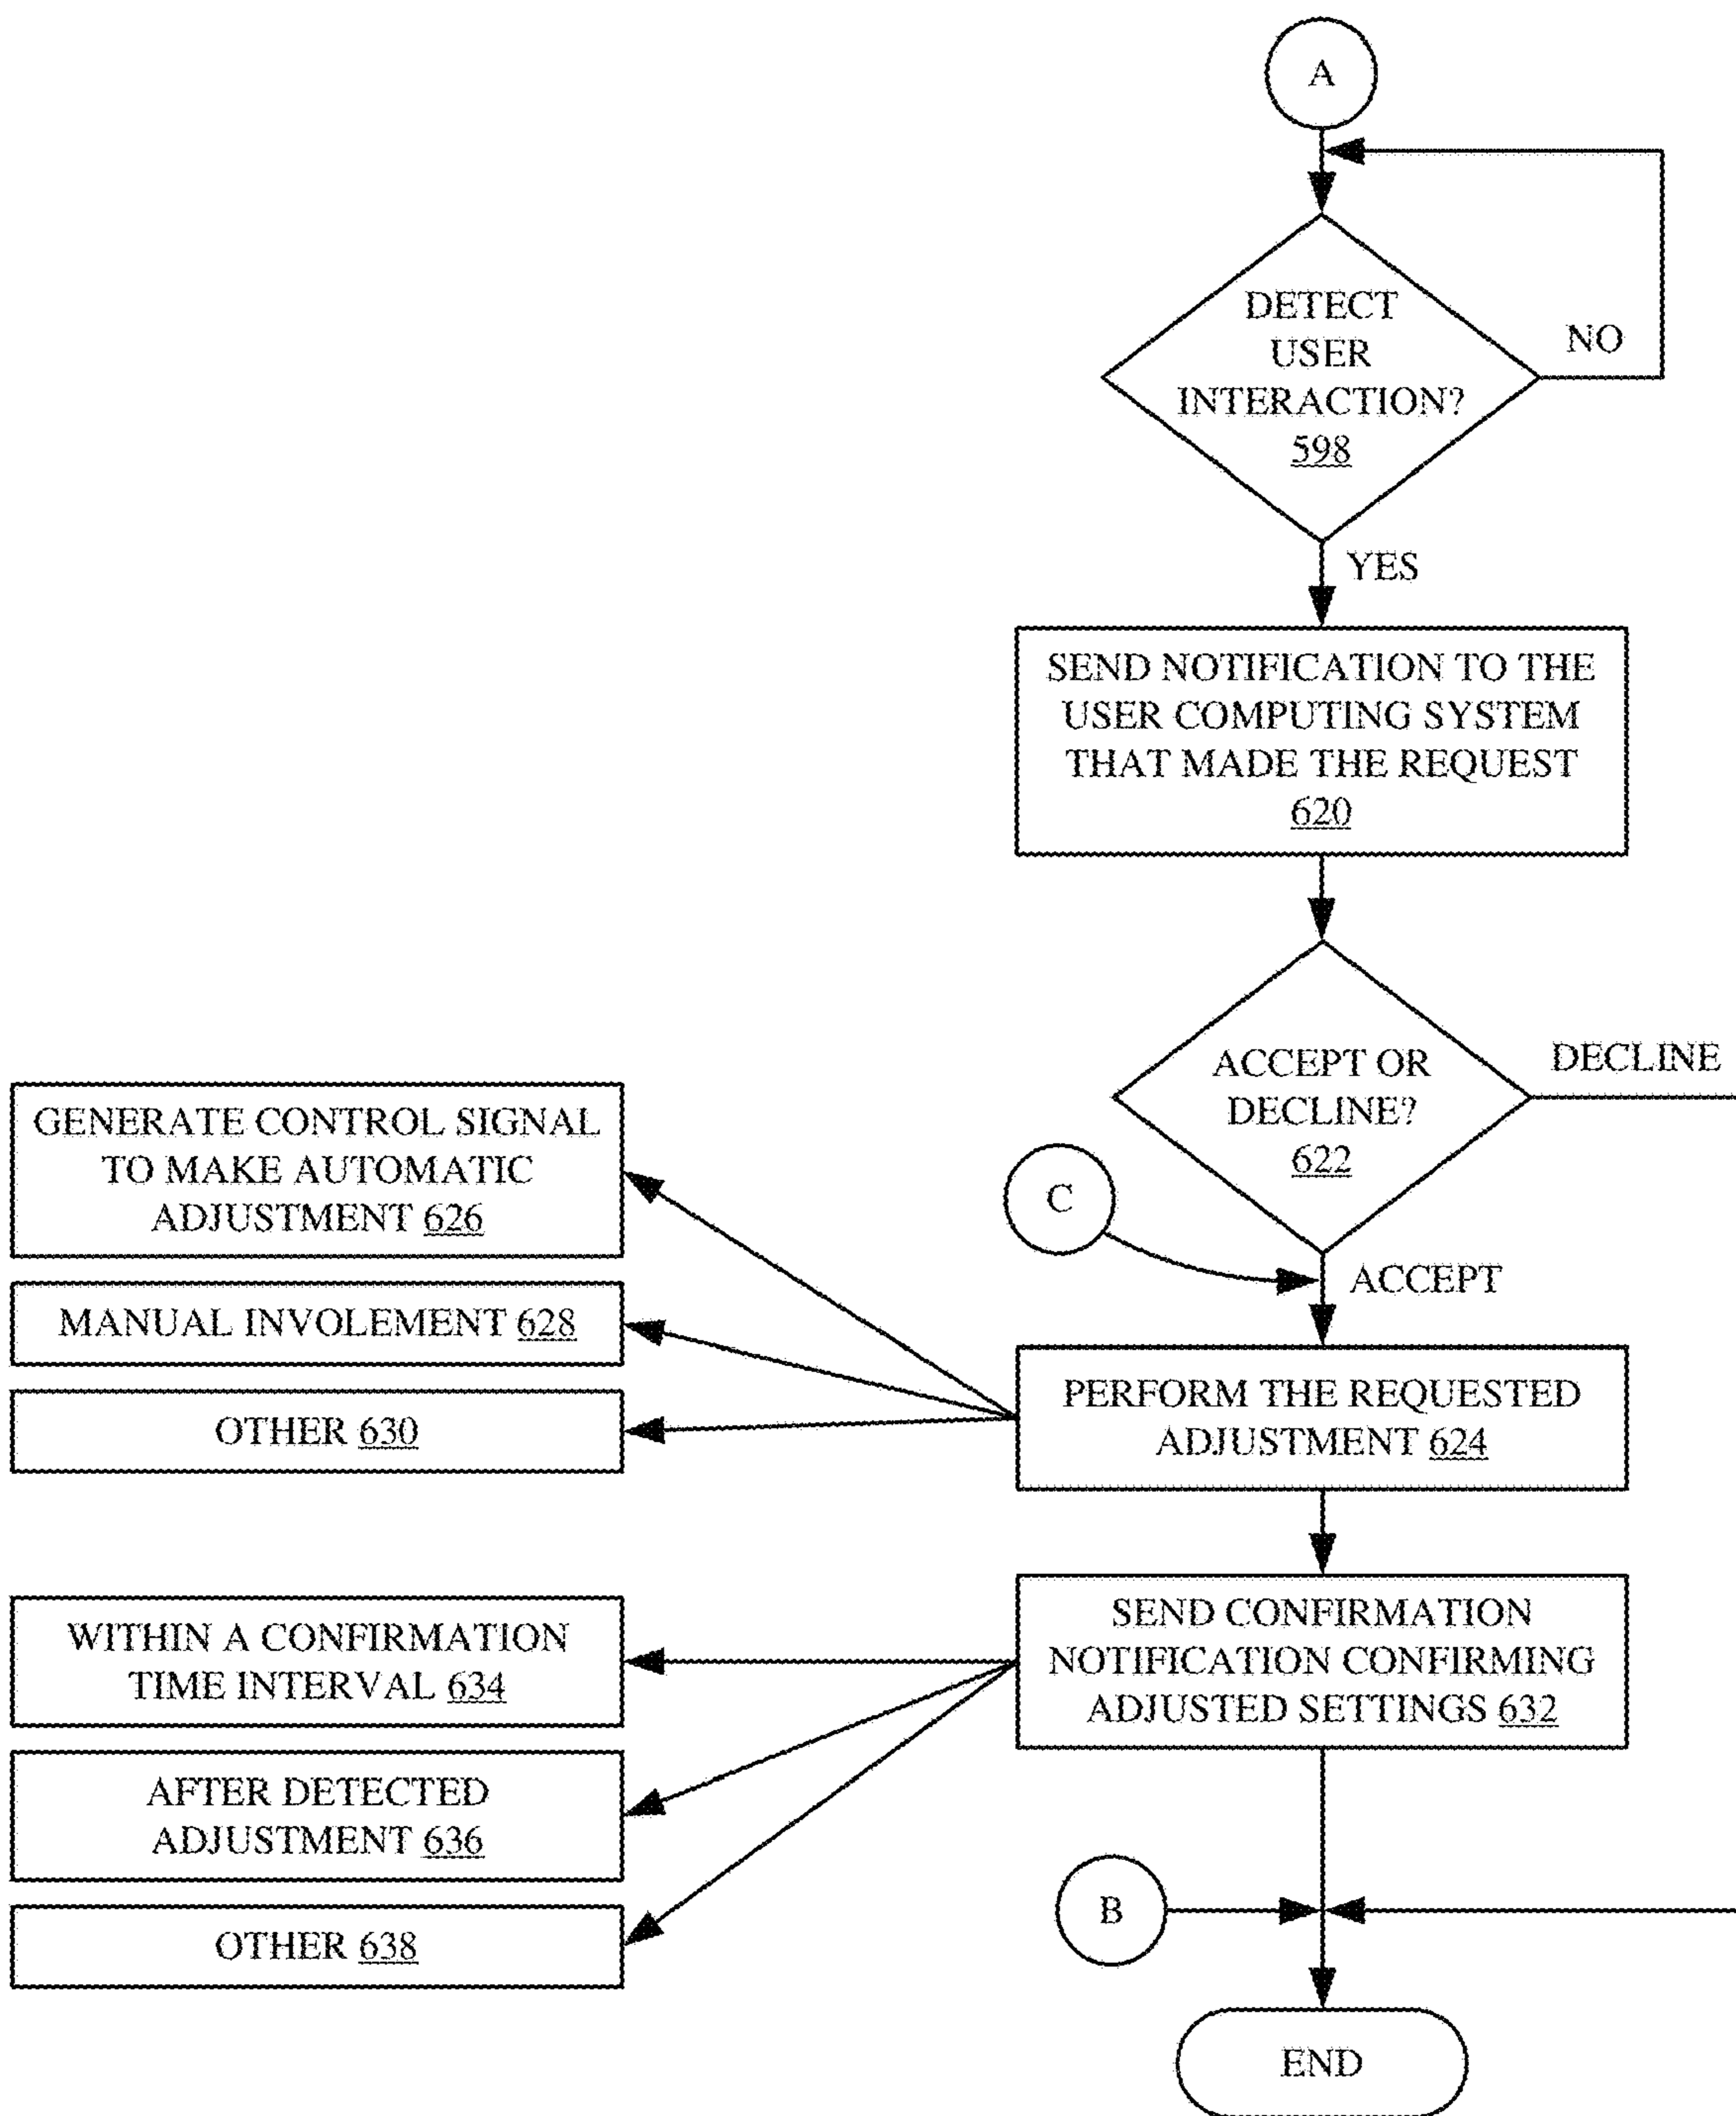 A
DETECT
USER
INTERACTION?
598
NO
YES
SEND NOTIFICATION TO THE
USER COMPUTING SYSTEM
THAT MADE THE REQUEST
620
ACCEPT OR
DECLINE?
622
DECLINE
C
ACCEPT
PERFORM THE REQUESTED
ADJUSTMENT 624
GENERATE CONTROL SIGNAL
TO MAKE AUTOMATIC
ADJUSTMENT 626
MANUAL INVOLEMENT 628
OTHER 630
SEND CONFIRMATION
NOTIFICATION CONFIRMING
ADJUSTED SETTINGS 632
WITHIN A CONFIRMATION
TIME INTERVAL 634
AFTER DETECTED
ADJUSTMENT 636
OTHER 638
B
END